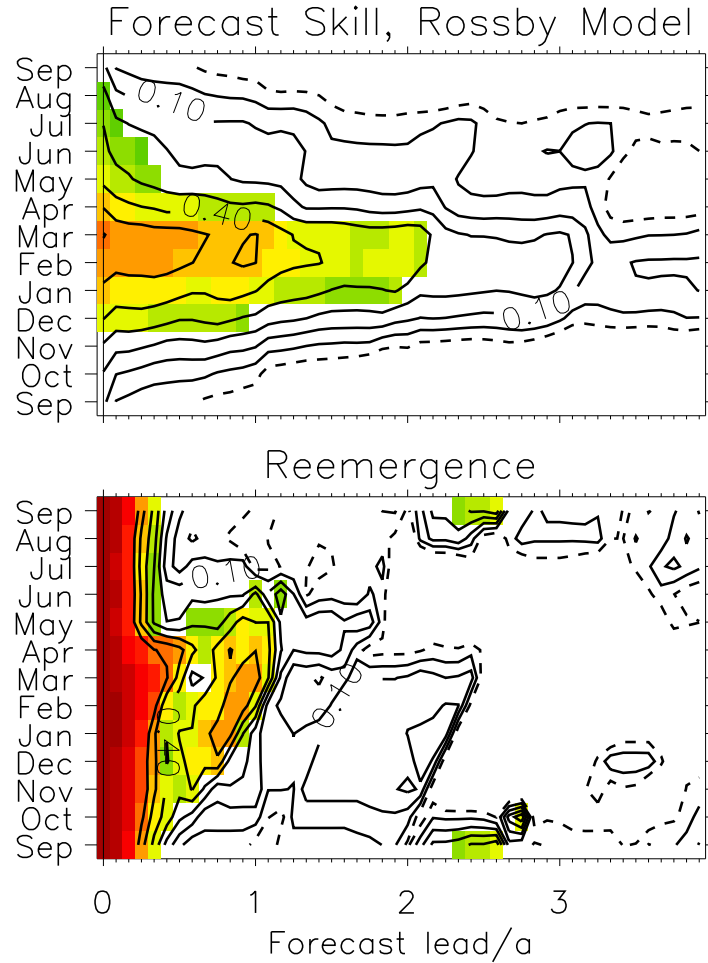 Forecast Skill, Rossby Model
Sep
Aug
Jul
Jun
May
Apr
Mar
Feb
Jan
Dec
Nov
Oct
Sep
0.10
0.40
0.10
Reemergence
Sep
Aug
Jul
Jun
May
Apr
Mar
Feb
Jan
Dec
Nov
Oct
Sep
0.10
0.10
0.40
0 1 2 3
Forecast lead/a